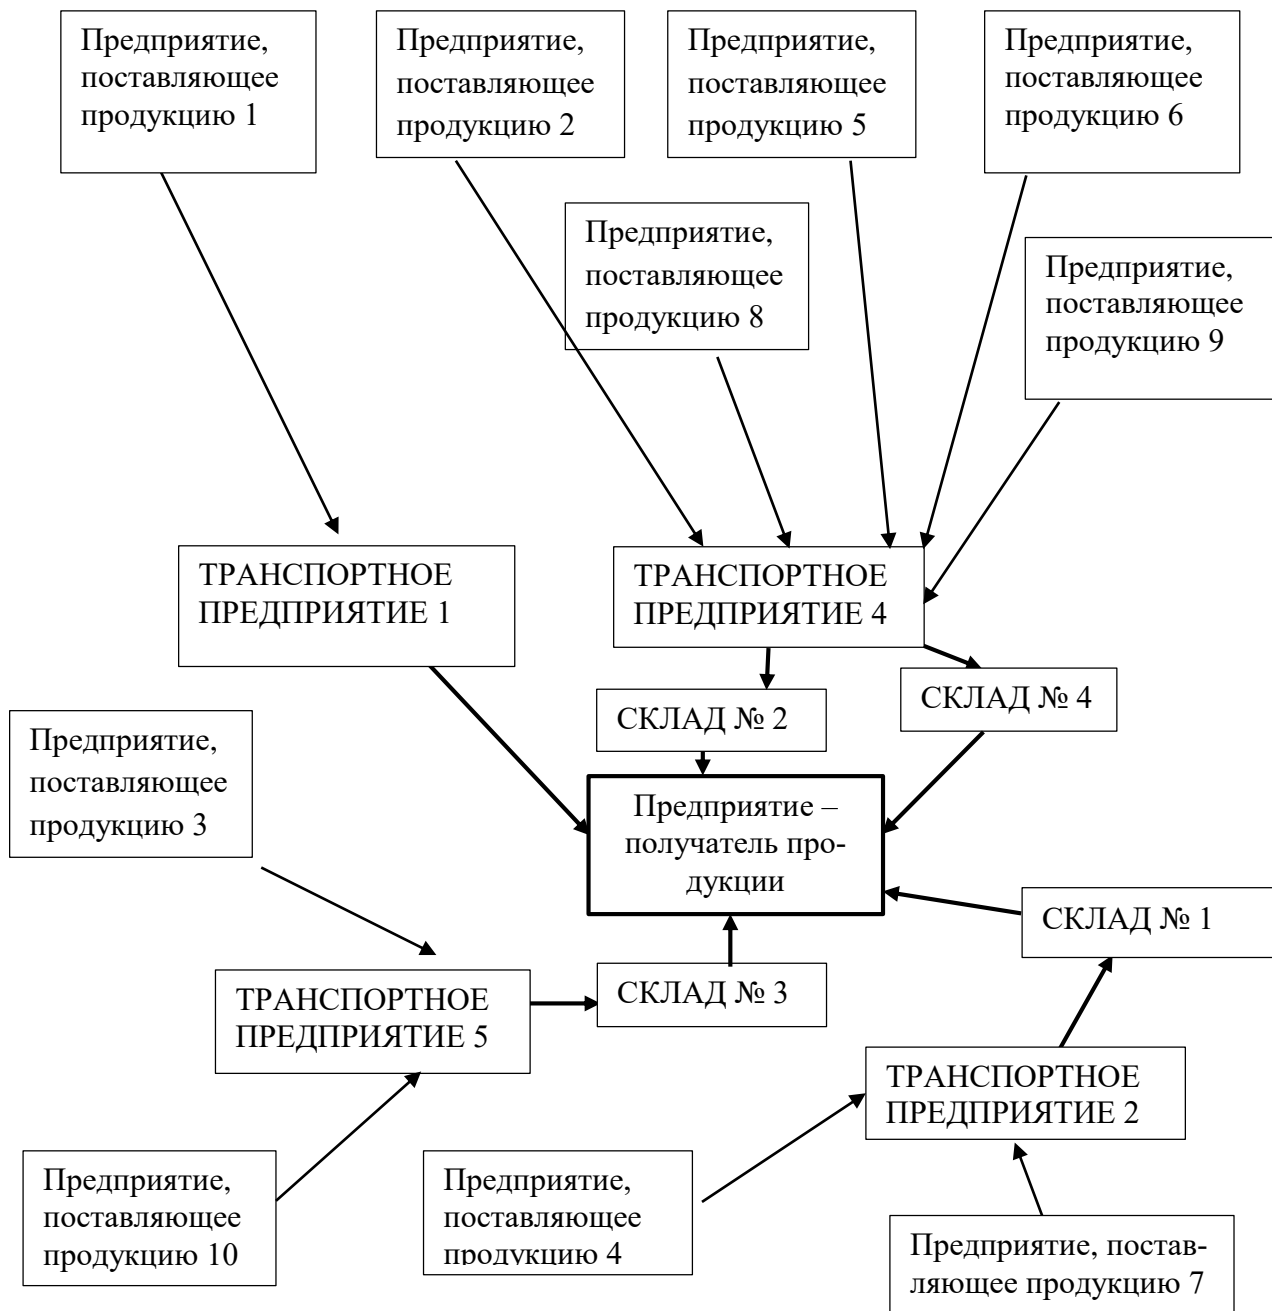 Предприятие,
поставляющее
продукцию 1
Предприятие,
поставляющее
продукцию 2
Предприятие,
поставляющее
продукцию 5
Предприятие,
поставляющее
продукцию 6
Предприятие,
поставляющее
продукцию 8
Предприятие,
поставляющее
продукцию 9
ТРАНСПОРТНОЕ
ПРЕДПРИЯТИЕ 1
ТРАНСПОРТНОЕ
ПРЕДПРИЯТИЕ 4
СКЛАД № 2
СКЛАД № 4
Предприятие,
поставляющее
продукцию 3
Предприятие –
получатель про-
дукции
СКЛАД № 1
ТРАНСПОРТНОЕ
ПРЕДПРИЯТИЕ 5
СКЛАД № 3
ТРАНСПОРТНОЕ
ПРЕДПРИЯТИЕ 2
Предприятие,
поставляющее
продукцию 10
Предприятие,
поставляющее
продукцию 4
Предприятие, постав-
ляющее продукцию 7